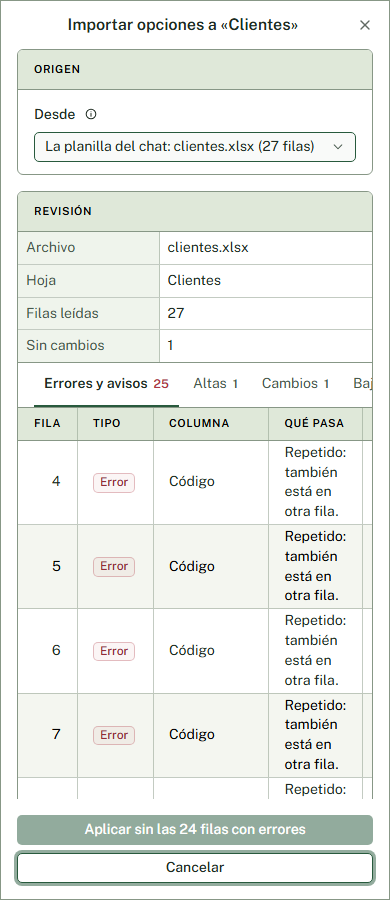 Importar opciones a «Clientes»
ORIGEN
Desde
La planilla del chat: clientes.xlsx (27 filas)
REVISIÓN
Archivo clientes.xlsx
Hoja Clientes
Filas leídas 27
Sin cambios 1
Errores y avisos 25 Altas 1 Cambios 1 Baj
FILA TIPO COLUMNA QUÉ PASA
4 Error Código Repetido:
también
está en
otra fila.
5 Error Código Repetido:
también
está en
otra fila.
6 Error Código Repetido:
también
está en
otra fila.
7 Error Código Repetido:
también
está en
otra fila.
Repetido:
Aplicar sin las 24 filas con errores
Cancelar